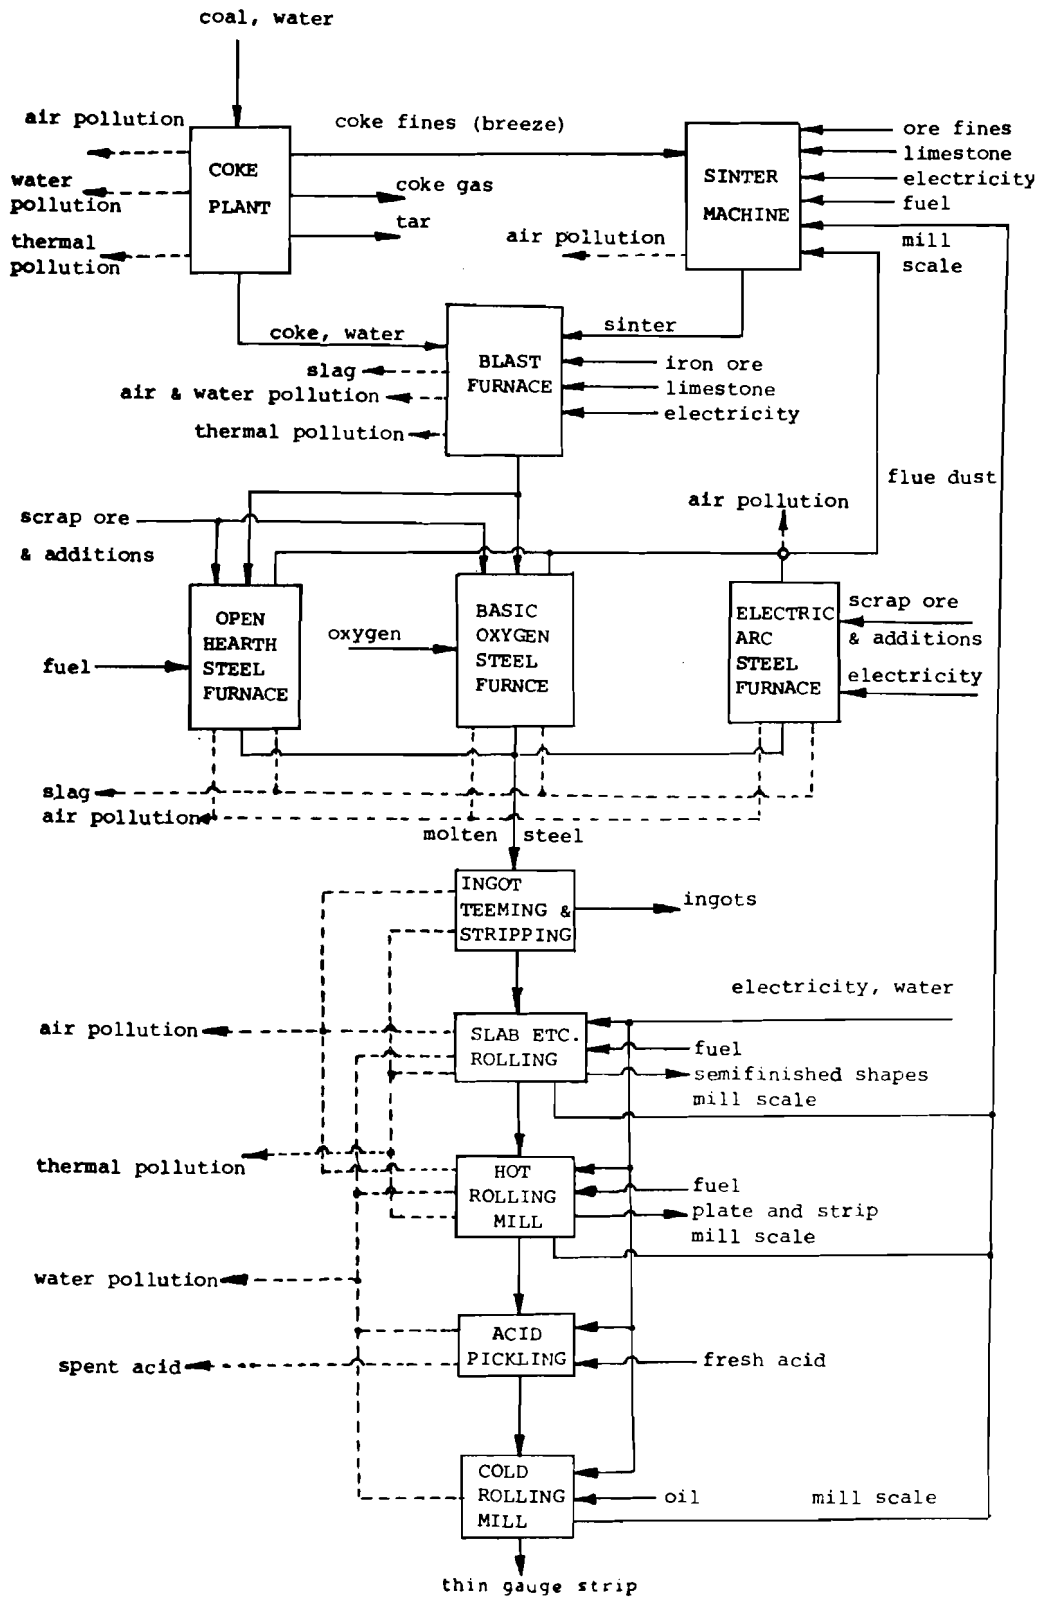 coal, water
air pollution
coke fines (breeze)
ore fines
limestone
electricity
fuel
mill
scale
COKE
PLANT
SINTER
MACHINE
water
pollution
coke gas
tar
thermal
pollution
air pollution
coke, water
sinter
BLAST
FURNACE
slag
air & water pollution
thermal pollution
iron ore
limestone
electricity
flue dust
air pollution
scrap ore
& additions
OPEN
HEARTH
STEEL
FURNACE
fuel
oxygen
BASIC
OXYGEN
STEEL
FURNCE
ELECTRIC
ARC
STEEL
FURNACE
scrap ore
& additions
electricity
slag
air pollution
molten steel
INGOT
TEEMING &
STRIPPING
ingots
electricity, water
air pollution
SLAB ETC.
ROLLING
fuel
semifinished shapes
mill scale
thermal pollution
HOT
ROLLING
MILL
fuel
plate and strip
mill scale
water pollution
ACID
PICKLING
spent acid
fresh acid
COLD
ROLLING
MILL
oil
mill scale
thin gauge strip